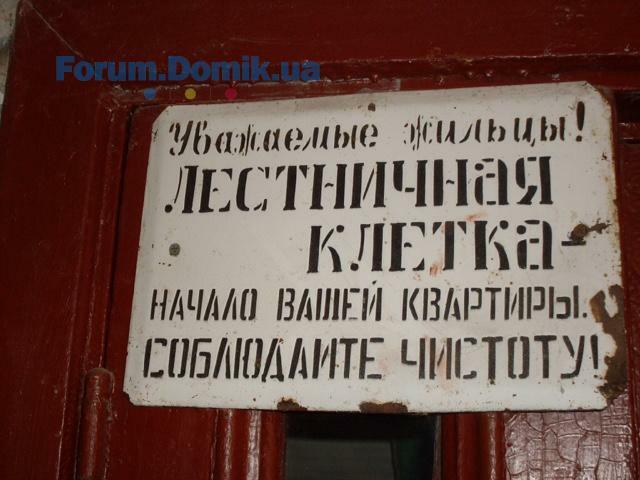 Forum.Domik.ua
Уважаемые жильцы!
ЛЕСТНИЧНАЯ
КЛЕТКА-
НАЧАЛО ВАШЕЙ КВАРТИРЫ.
СОБЛЮДАЙТЕ ЧИСТОТУ!